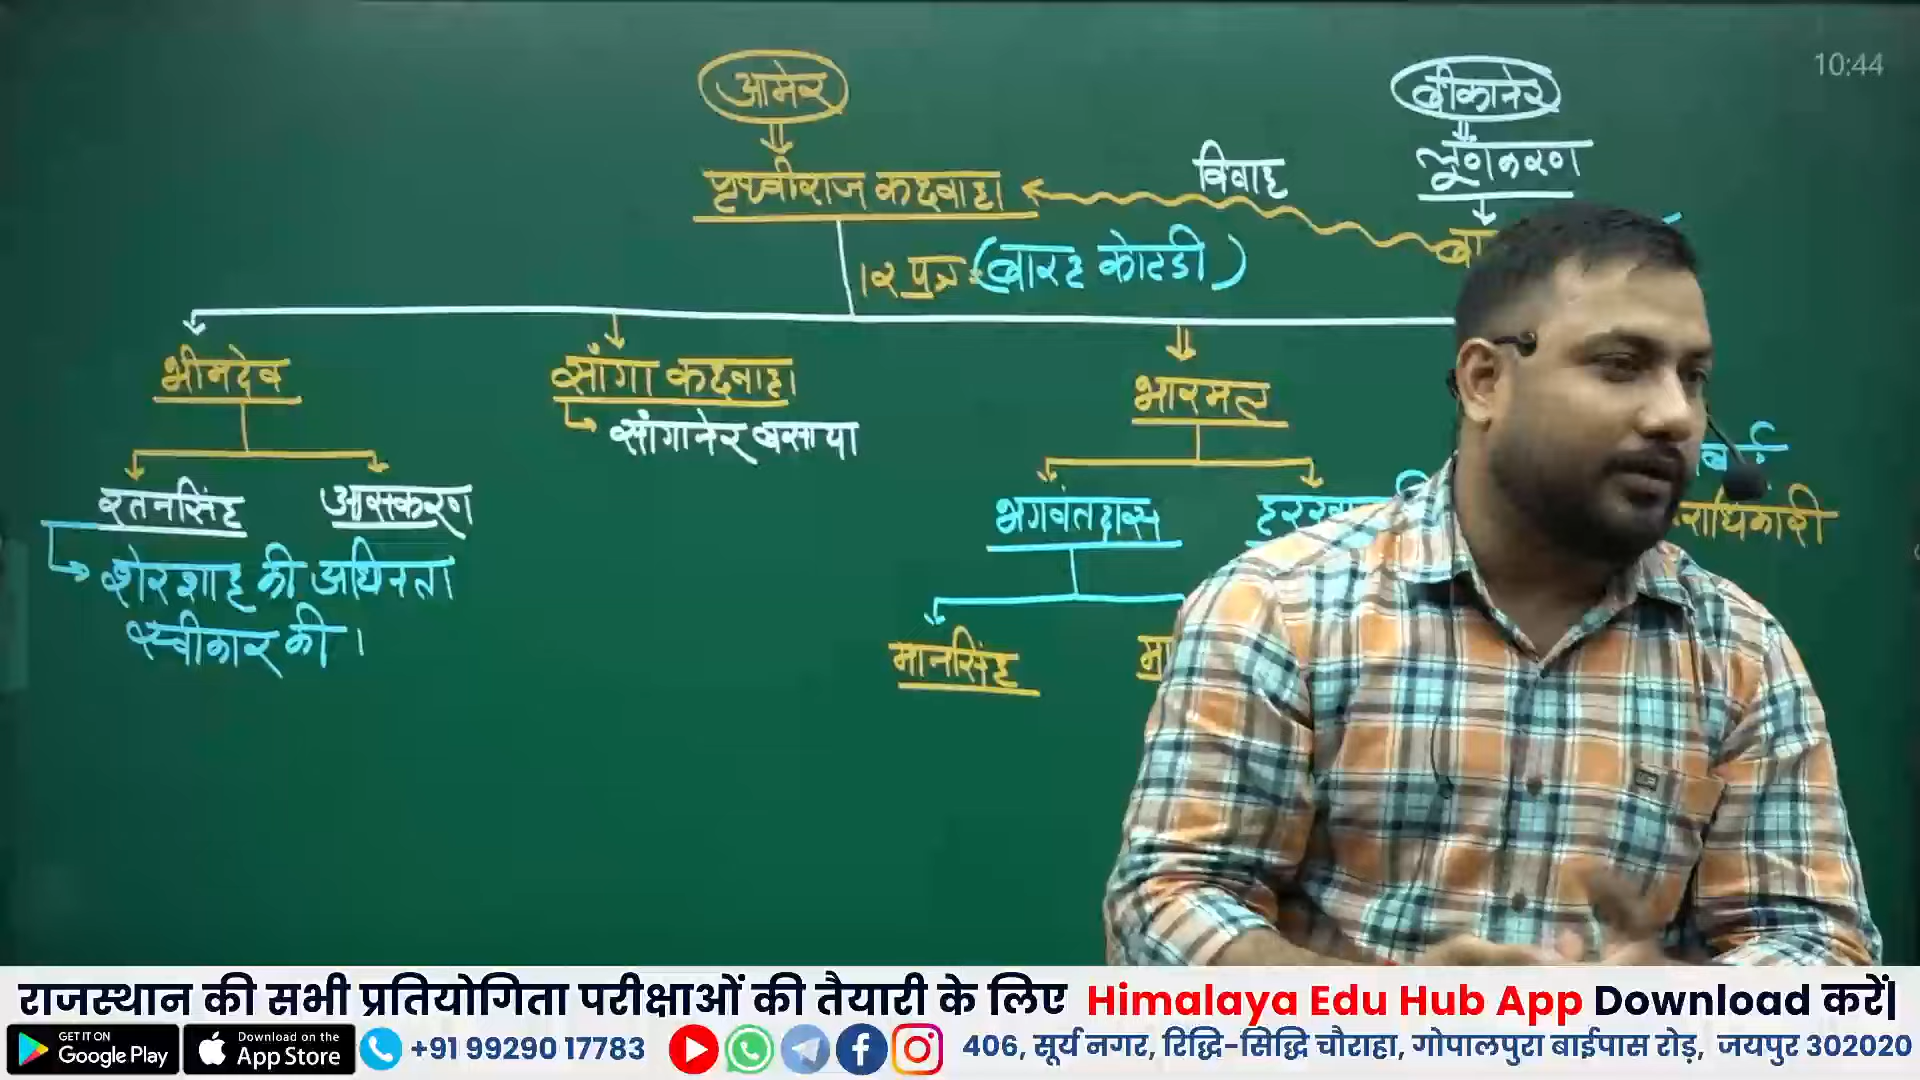 10:44
आमेर
बीकानेर
पृथ्वीराज कछवाहा
विवाह
लूणकरण
12 पुत्र (बारह कोटडी)
भीमदेव
सांगा कछवाहा
सांगानेर बसाया
भारमल
रतनसिंह
आसकरण
शेरशाह की अधिनता
स्वीकार की।
भगवंतदास
मानसिंह
राजस्थान की सभी प्रतियोगिता परीक्षाओं की तैयारी के लिए Himalaya Edu Hub App Download करें|
GET IT ON
Google Play
Download on the
App Store
+91 99290 17783
406, सूर्य नगर, रिद्धि-सिद्धि चौराहा, गोपालपुरा बाईपास रोड़, जयपुर 302020